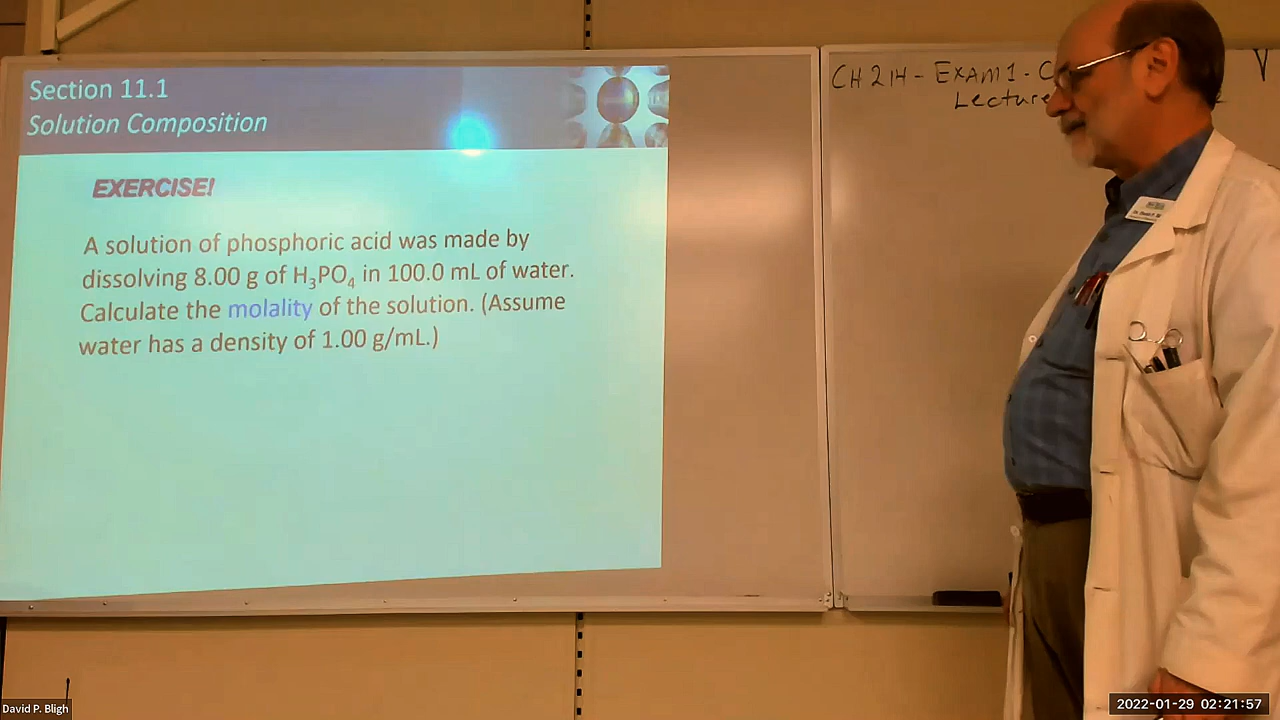 Section 11.1
Solution Composition
EXERCISE!
A solution of phosphoric acid was made by
dissolving 8.00 g of H₃PO₄ in 100.0 mL of water.
Calculate the molality of the solution. (Assume
water has a density of 1.00 g/mL.)
CH 214 - EXAM 1 - C
Lecture
David P. Bligh
2022-01-29 02:21:57